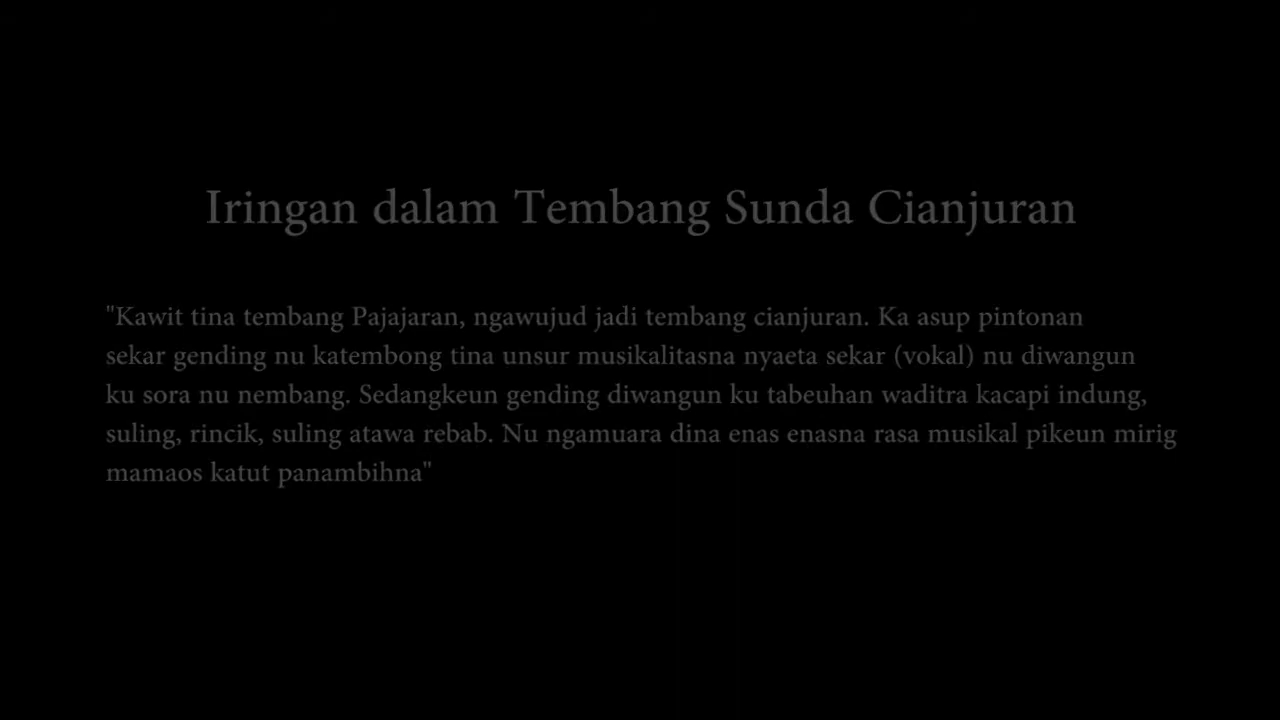 Iringan dalam Tembang Sunda Cianjuran
"Kawit tina tembang Pajajaran, ngawujud jadi tembang cianjuran. Ka asup pintonan
sekar gending nu katembong tina unsur musikalitasna nyaeta sekar (vokal) nu diwangun
ku sora nu nembang. Sedangkeun gending diwangun ku tabeuhan waditra kacapi indung,
suling, rincik, suling atawa rebab. Nu ngamuara dina enas enasna rasa musikal pikeun mirig
mamaos katut panambihna"